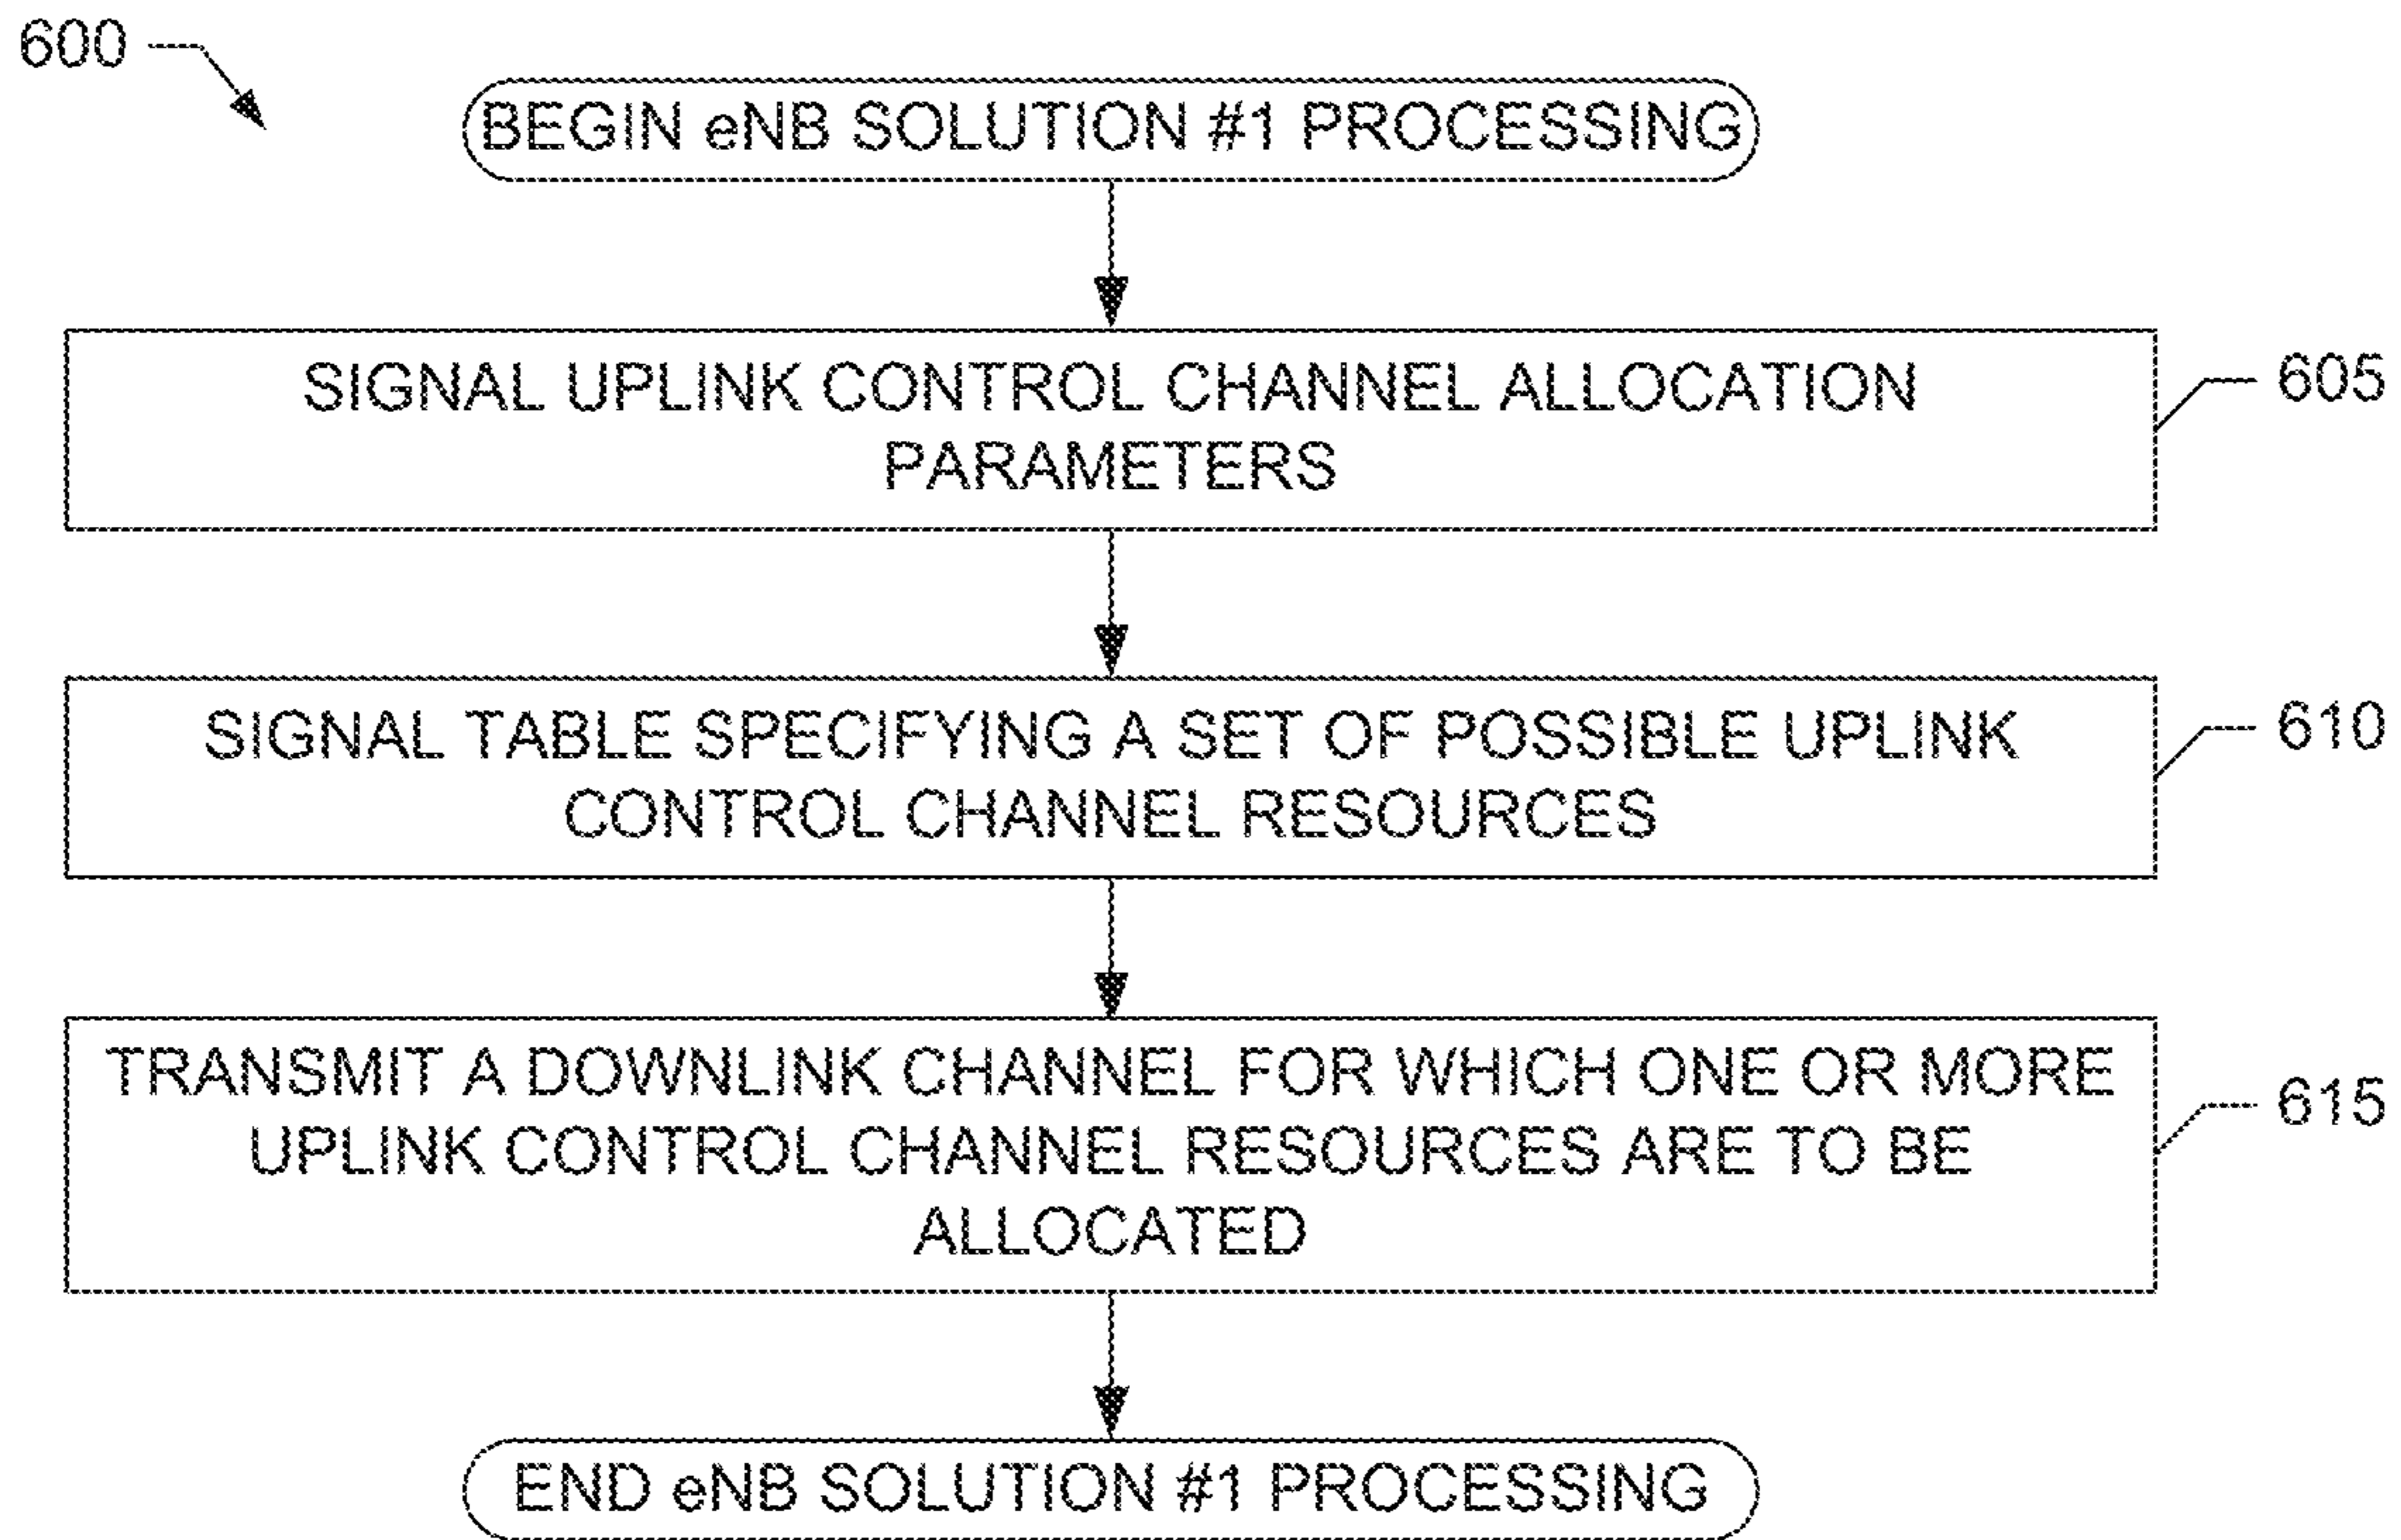 600
BEGIN eNB SOLUTION #1 PROCESSING
SIGNAL UPLINK CONTROL CHANNEL ALLOCATION
PARAMETERS
605
SIGNAL TABLE SPECIFYING A SET OF POSSIBLE UPLINK
CONTROL CHANNEL RESOURCES
610
TRANSMIT A DOWNLINK CHANNEL FOR WHICH ONE OR MORE
UPLINK CONTROL CHANNEL RESOURCES ARE TO BE
ALLOCATED
615
END eNB SOLUTION #1 PROCESSING